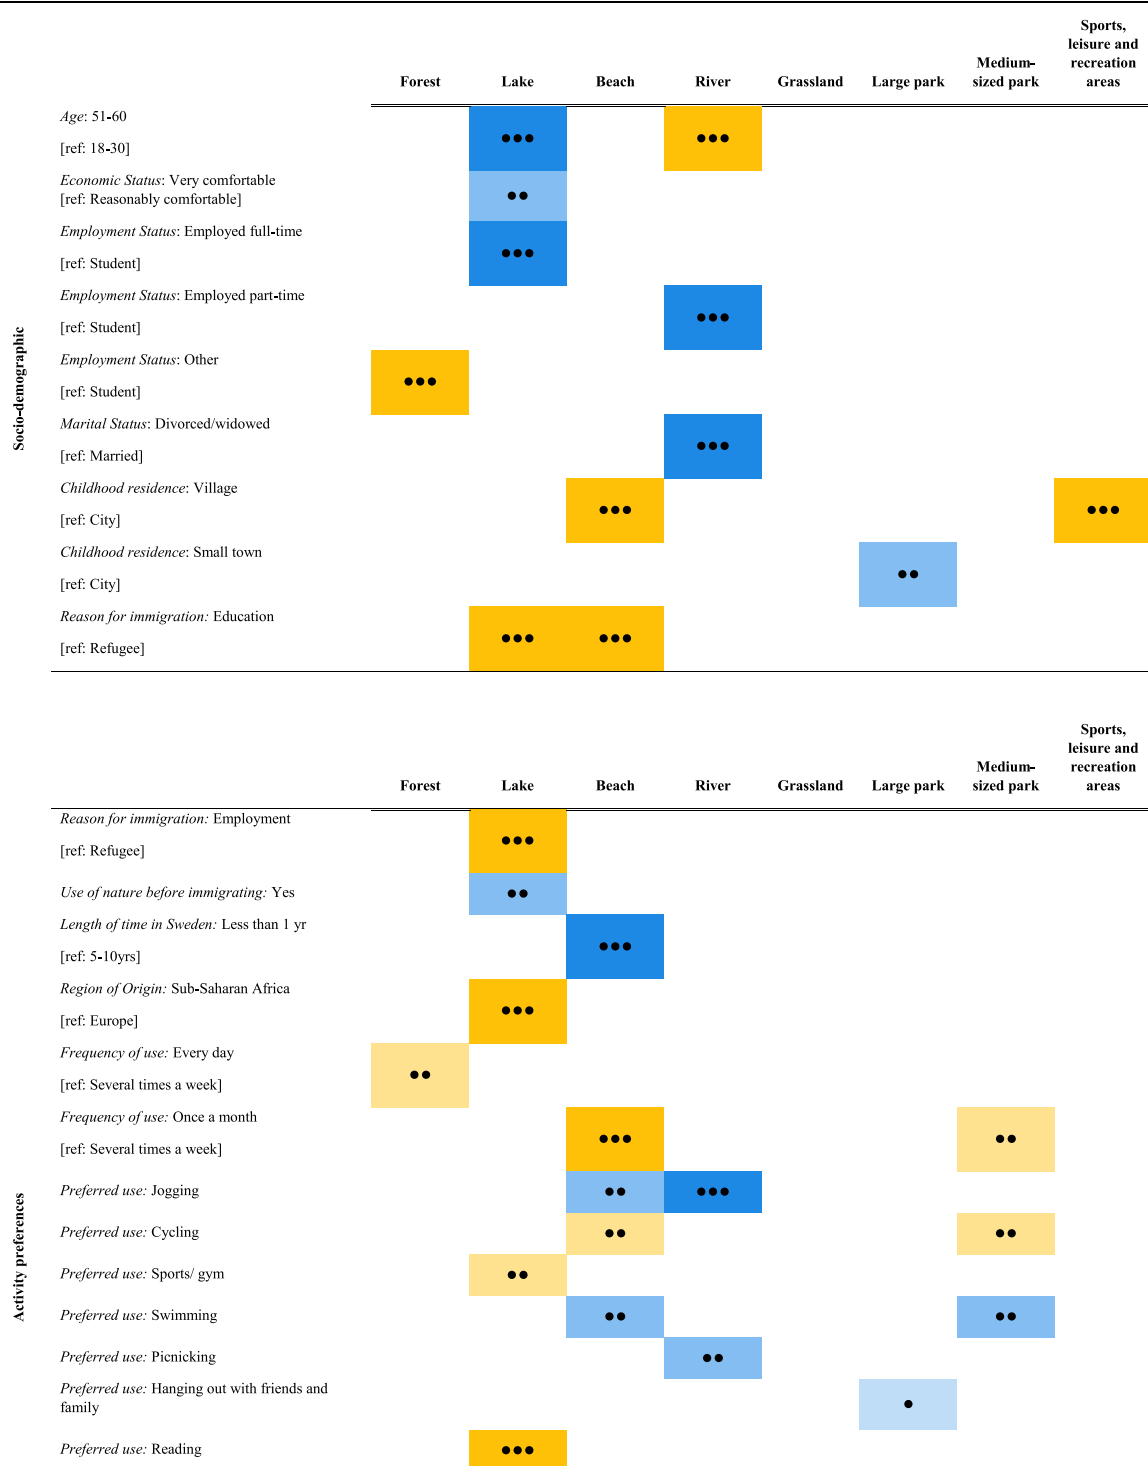 Sports,
leisure and
recreation
areas
Medium-
sized park
Forest Lake Beach River Grassland Large park
Socio-demographic
Age: 51-60
[ref: 18-30]
●●● ●●●
Economic Status: Very comfortable
[ref: Reasonably comfortable]
●●
Employment Status: Employed full-time
[ref: Student]
●●●
Employment Status: Employed part-time
[ref: Student]
●●●
Employment Status: Other
[ref: Student]
●●●
Marital Status: Divorced/widowed
[ref: Married]
●●●
Childhood residence: Village
[ref: City]
●●● ●●●
Childhood residence: Small town
[ref: City]
●●
Reason for immigration: Education
[ref: Refugee]
●●● ●●●
Sports,
leisure and
recreation
areas
Medium-
sized park
Forest Lake Beach River Grassland Large park
Reason for immigration: Employment
[ref: Refugee]
●●●
Use of nature before immigrating: Yes ●●
Length of time in Sweden: Less than 1 yr
[ref: 5-10yrs]
●●●
Region of Origin: Sub-Saharan Africa
[ref: Europe]
●●●
Frequency of use: Every day
[ref: Several times a week]
●●
Frequency of use: Once a month
[ref: Several times a week]
●●● ●●
Activity preferences
Preferred use: Jogging ●● ●●●
Preferred use: Cycling ●● ●●
Preferred use: Sports/ gym ●●
Preferred use: Swimming ●● ●●
Preferred use: Picnicking ●●
Preferred use: Hanging out with friends and
family
●
Preferred use: Reading ●●●